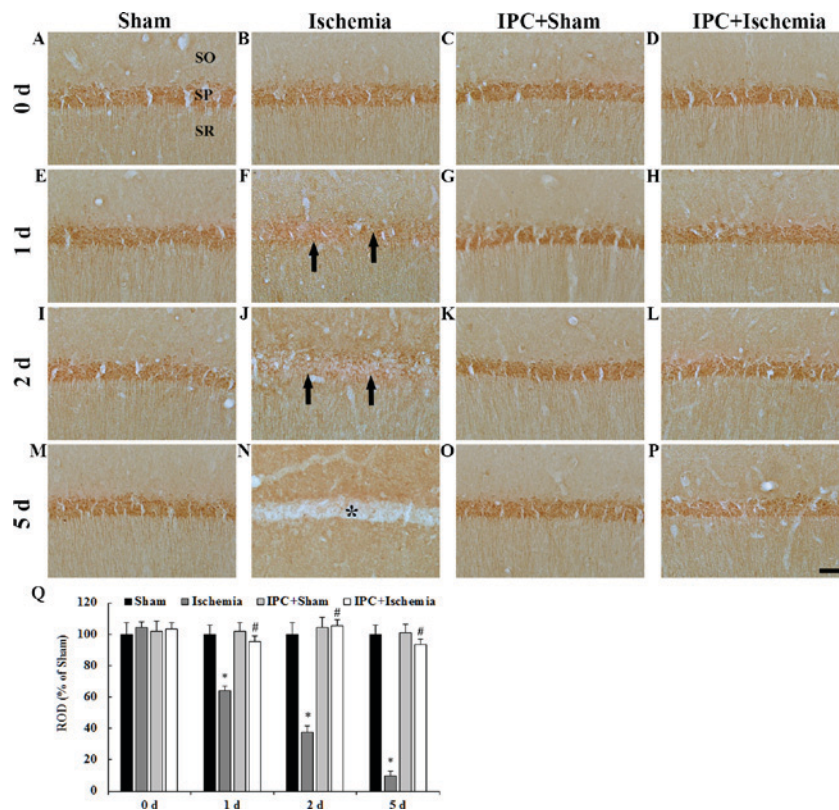 Sham Ischemia IPC+Sham IPC+Ischemia
A B C D
SO
SP
SR
0 d
E F G H
1 d
I J K L
2 d
M N O P
*
5 d
Q
Sham Ischemia IPC+Sham IPC+Ischemia
120
100
80
60
40
20
0
ROD (% of Sham)
* #
* #
* #
0 d 1 d 2 d 5 d